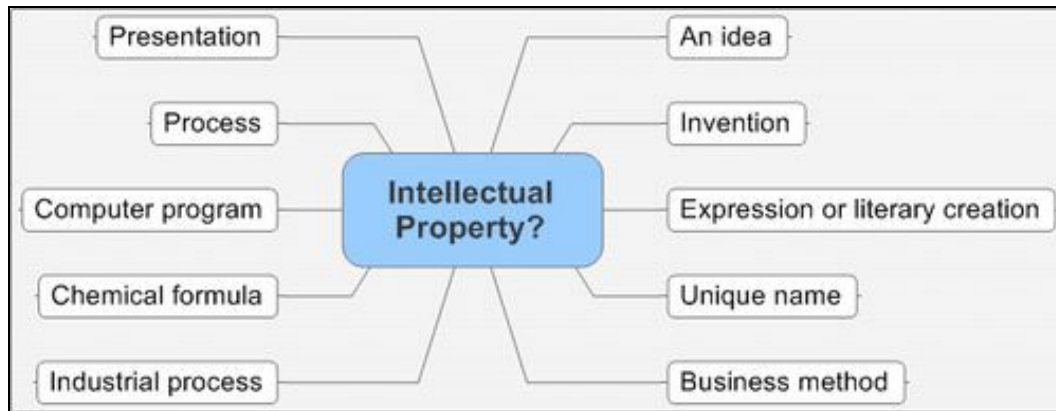 Presentation
An idea
Process
Invention
Intellectual
Property?
Computer program
Expression or literary creation
Chemical formula
Unique name
Industrial process
Business method